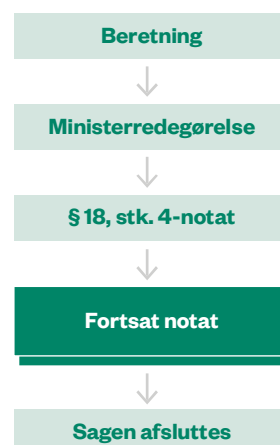 Beretning
Ministerredegørelse
§ 18, stk. 4-notat
Fortsat notat
Sagen afsluttes